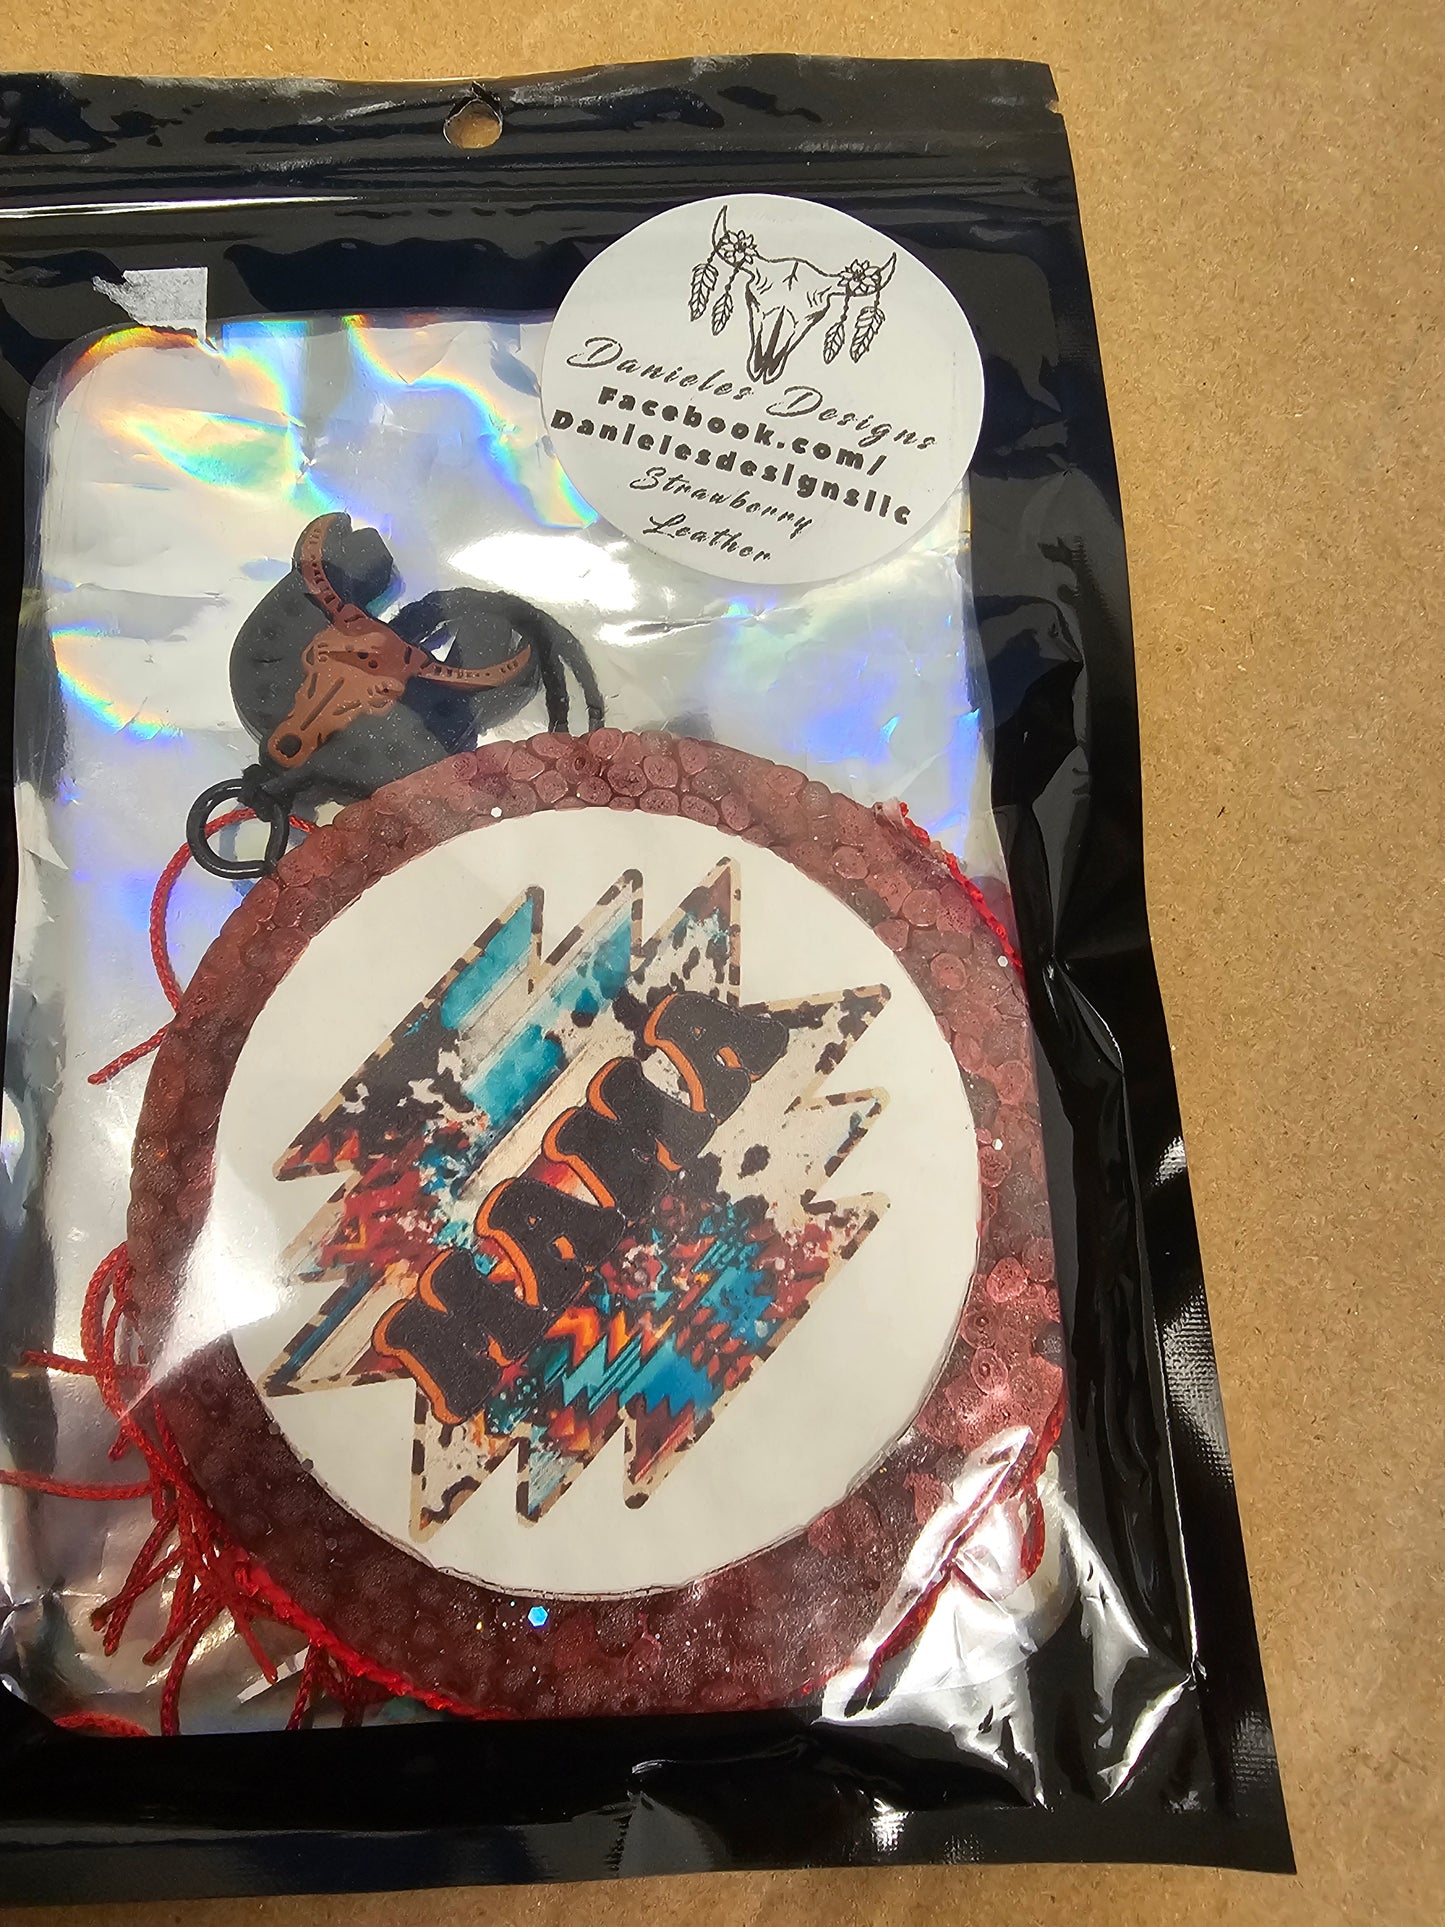 Danieles Designs
Facebook.com/
Danielesdesignsllc
Strawberry
Leather
MAMA